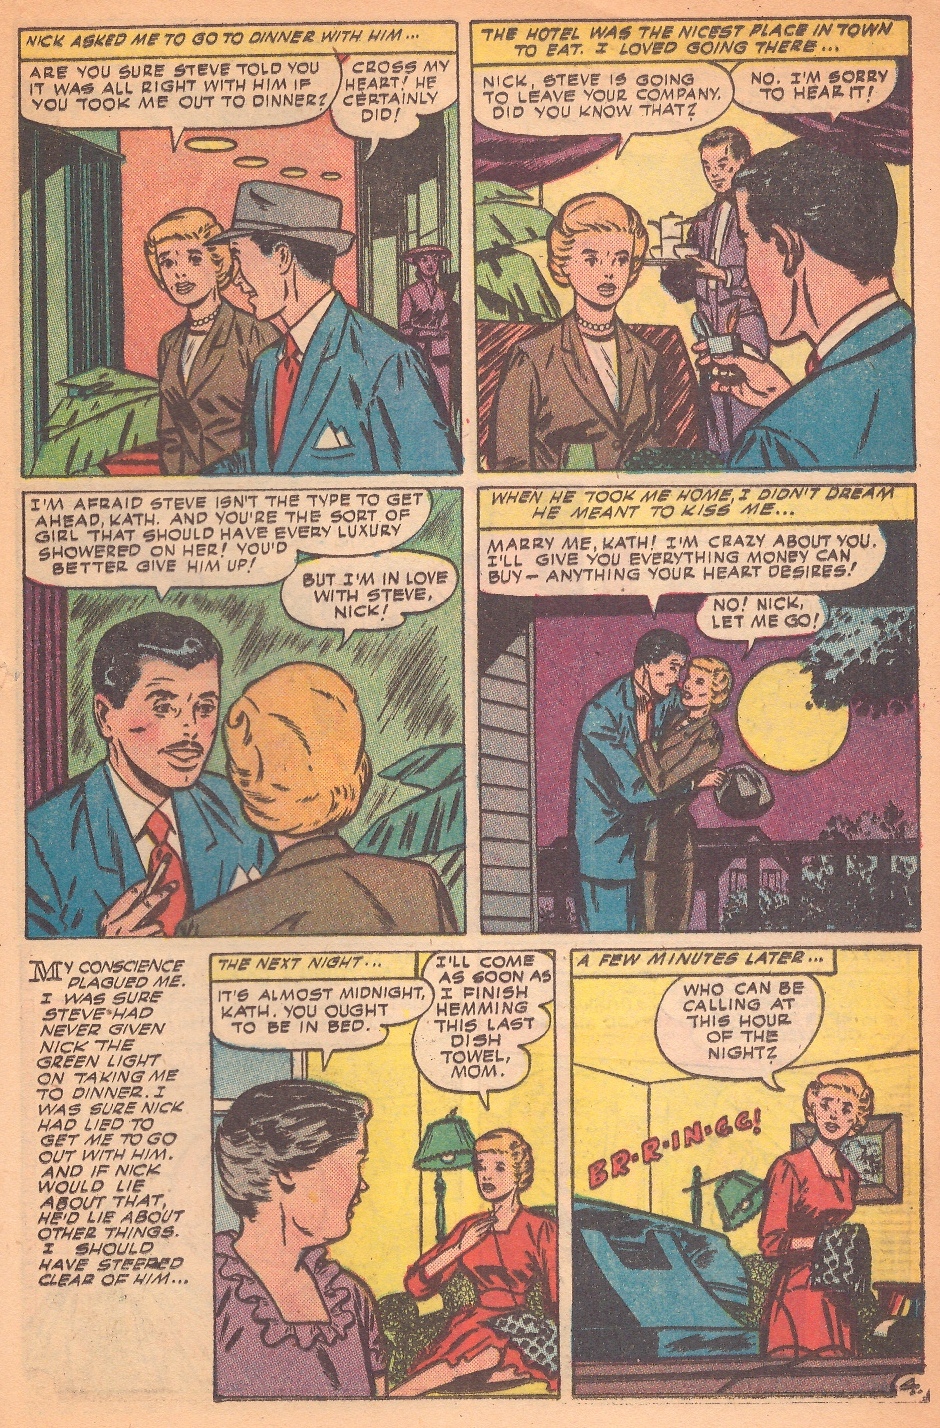 NICK ASKED ME TO GO TO DINNER WITH HIM...
ARE YOU SURE STEVE TOLD YOU
IT WAS ALL RIGHT WITH HIM IF
YOU TOOK ME OUT TO DINNER?
CROSS MY
HEART! HE
CERTAINLY
DID!
THE HOTEL WAS THE NICEST PLACE IN TOWN
TO EAT. I LOVED GOING THERE...
NICK, STEVE IS GOING
TO LEAVE YOUR COMPANY.
DID YOU KNOW THAT?
NO. I'M SORRY
TO HEAR IT!
I'M AFRAID STEVE ISN'T THE TYPE TO GET
AHEAD, KATH. AND YOU'RE THE SORT OF
GIRL THAT SHOULD HAVE EVERY LUXURY
SHOWERED ON HER! YOU'D
BETTER GIVE HIM UP!
BUT I'M IN LOVE
WITH STEVE,
NICK!
WHEN HE TOOK ME HOME, I DIDN'T DREAM
HE MEANT TO KISS ME...
MARRY ME, KATH! I'M CRAZY ABOUT YOU.
I'LL GIVE YOU EVERYTHING MONEY CAN
BUY - ANYTHING YOUR HEART DESIRES!
NO! NICK,
LET ME GO!
MY CONSCIENCE
PLAGUED ME.
I WAS SURE
STEVE HAD
NEVER GIVEN
NICK THE
GREEN LIGHT
ON TAKING ME
TO DINNER. I
WAS SURE NICK
HAD LIED TO
GET ME TO GO
OUT WITH HIM.
AND IF NICK
WOULD LIE
ABOUT THAT,
HE'D LIE ABOUT
OTHER THINGS.
I SHOULD
HAVE STEERED
CLEAR OF HIM...
THE NEXT NIGHT...
IT'S ALMOST MIDNIGHT,
KATH. YOU OUGHT
TO BE IN BED.
I'LL COME
AS SOON AS
I FINISH
HEMMING
THIS LAST
DISH
TOWEL,
MOM.
A FEW MINUTES LATER...
WHO CAN BE
CALLING AT
THIS HOUR
OF THE
NIGHT?
BR-R-IN-GG!
4.